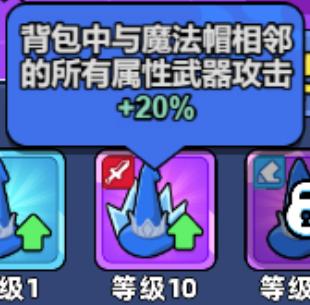 背包中与魔法帽相邻
的所有属性武器攻击
+20%
级1
等级10
等级